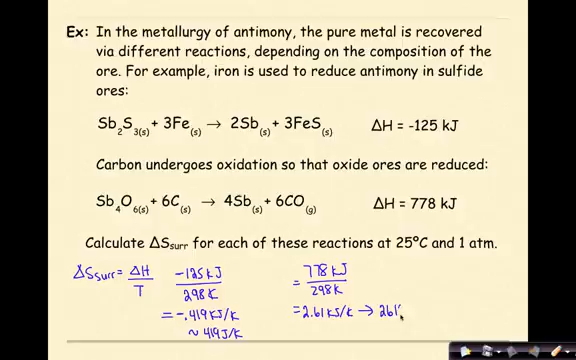 Ex: In the metallurgy of antimony, the pure metal is recovered
via different reactions, depending on the composition of the
ore. For example, iron is used to reduce antimony in sulfide
ores:
Sb₂S₃(s) + 3Fe(s) → 2Sb(s) + 3FeS(s) ΔH = -125 kJ
Carbon undergoes oxidation so that oxide ores are reduced:
Sb₄O₆(s) + 6C(s) → 4Sb(s) + 6CO(g) ΔH = 778 kJ
Calculate ΔSsurr for each of these reactions at 25°C and 1 atm.
ΔSsurr = ΔH/T -125 kJ/298K
= -.419 kJ/K
~ 419 J/K
= 778 kJ/298K
= 2.61 kJ/K → 261